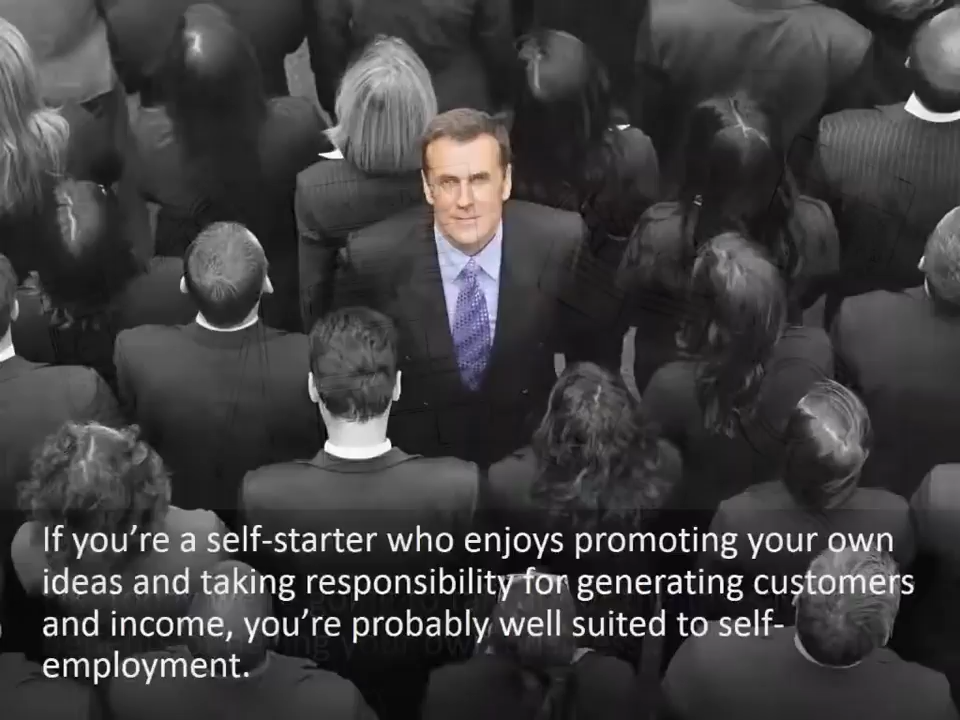 If you're a self-starter who enjoys promoting your own
ideas and taking responsibility for generating customers
and income, you're probably well suited to self-
employment.